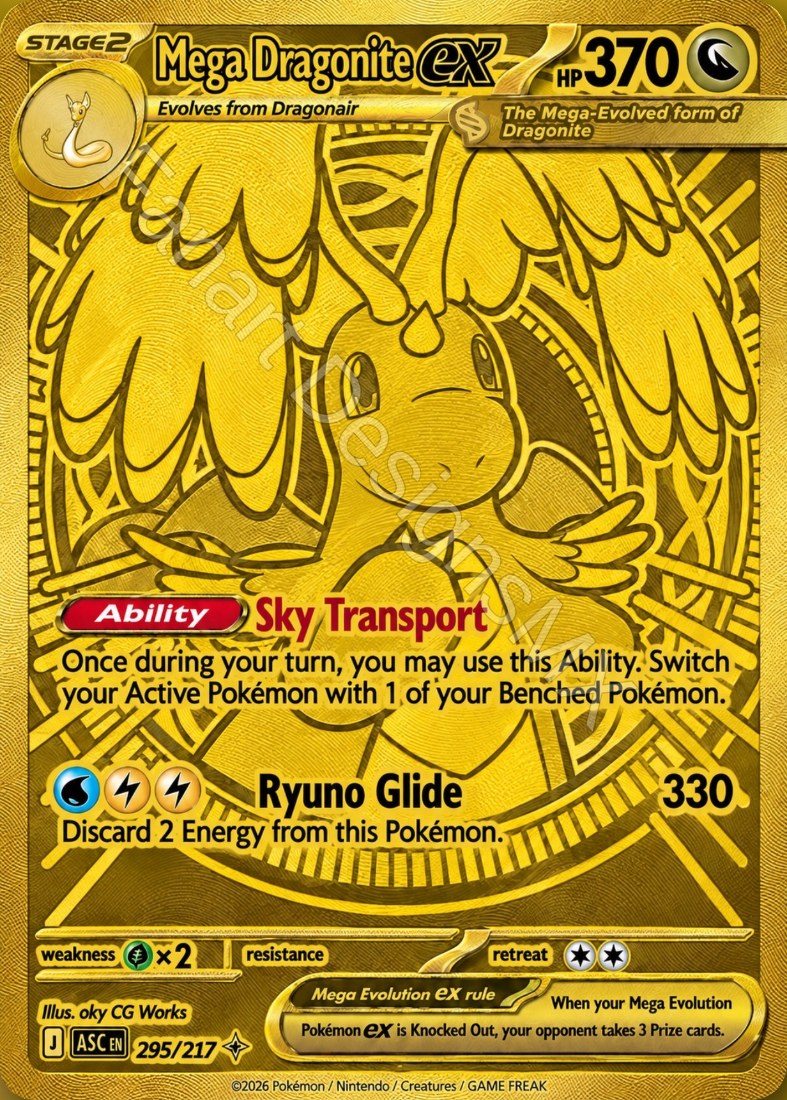 STAGE2
Mega Dragonite ex
HP 370
Evolves from Dragonair
The Mega-Evolved form of
Dragonite
Fanart DesignsMX
Ability Sky Transport
Once during your turn, you may use this Ability. Switch
your Active Pokémon with 1 of your Benched Pokémon.
Ryuno Glide 330
Discard 2 Energy from this Pokémon.
weakness ×2 resistance retreat
Mega Evolution ex rule
When your Mega Evolution
Pokémon ex is Knocked Out, your opponent takes 3 Prize cards.
Illus. oky CG Works
J ASC EN 295/217
©2026 Pokémon / Nintendo / Creatures / GAME FREAK